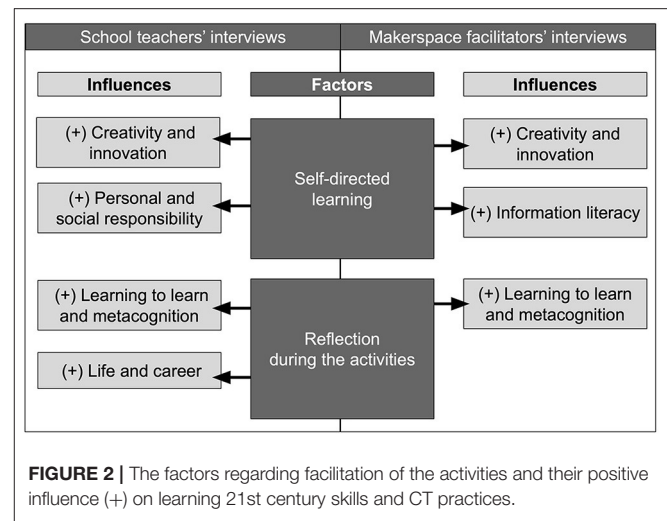 School teachers' interviews
Makerspace facilitators' interviews
Influences
Factors
Influences
(+) Creativity and
innovation
(+) Personal and
social responsibility
Self-directed
learning
(+) Creativity and
innovation
(+) Information literacy
(+) Learning to learn
and metacognition
(+) Life and career
Reflection
during the activities
(+) Learning to learn
and metacognition
FIGURE 2 | The factors regarding facilitation of the activities and their positive
influence (+) on learning 21st century skills and CT practices.